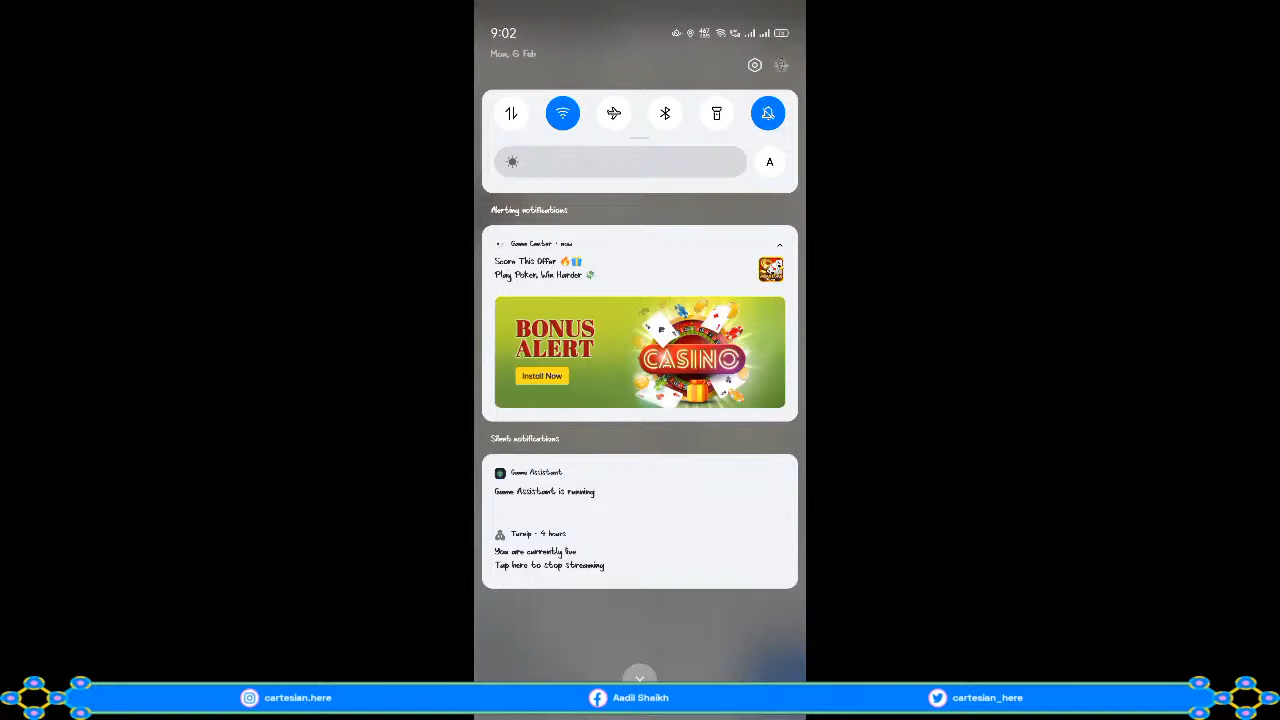 9:02
Mon, 6 Feb
A
Alerting notifications
Game Center · now
Score This Offer 🔥🎁
Play Poker, Win Harder 💸
BONUS
ALERT
CASINO
Install Now
Silent notifications
Game Assistant
Game Assistant is running
Turnip · 4 hours
You are currently live
Tap here to stop streaming
cartesian.here
Aadil Shaikh
cartesian_here